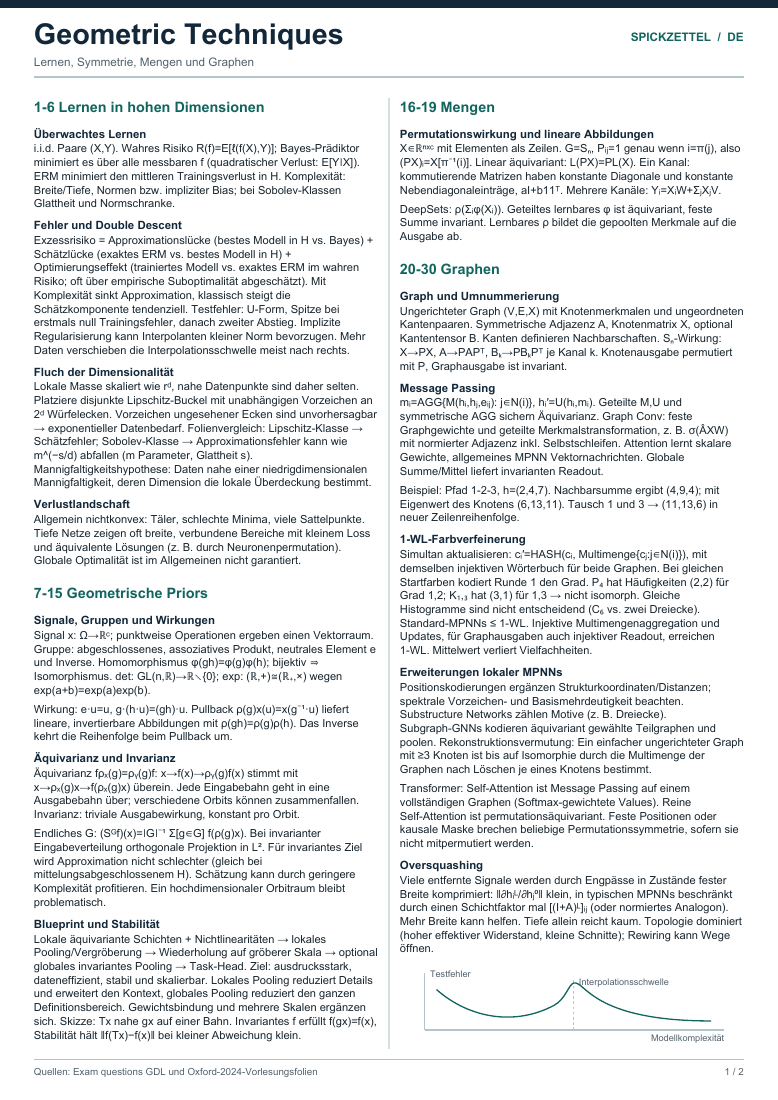 Geometric Techniques
SPICKZETTEL / DE
Lernen, Symmetrie, Mengen und Graphen
1-6 Lernen in hohen Dimensionen
Überwachtes Lernen
i.i.d. Paare (X,Y). Wahres Risiko R(f)=E[ℓ(f(X),Y)]; Bayes-Prädiktor
minimiert es über alle messbaren f (quadratischer Verlust: E[Y|X]).
ERM minimiert den mittleren Trainingsverlust in H. Komplexität:
Breite/Tiefe, Normen bzw. impliziter Bias; bei Sobolev-Klassen
Glattheit und Normschranke.
Fehler und Double Descent
Exzessrisiko = Approximationslücke (bestes Modell in H vs. Bayes) +
Schätzlücke (exaktes ERM vs. bestes Modell in H) +
Optimierungseffekt (trainiertes Modell vs. exaktes ERM im wahren
Risiko; oft über empirische Suboptimalität abgeschätzt). Mit
Komplexität sinkt Approximation, klassisch steigt die
Schätzkomponente tendenziell. Testfehler: U-Form, Spitze bei
erstmals null Trainingsfehler, danach zweiter Abstieg. Implizite
Regularisierung kann Interpolanten kleiner Norm bevorzugen. Mehr
Daten verschieben die Interpolationsschwelle meist nach rechts.
Fluch der Dimensionalität
Lokale Masse skaliert wie rᵈ, nahe Datenpunkte sind daher selten.
Platziere disjunkte Lipschitz-Buckel mit unabhängigen Vorzeichen an
2ᵈ Würfelecken. Vorzeichen ungesehener Ecken sind unvorhersagbar
→ exponentieller Datenbedarf. Folienvergleich: Lipschitz-Klasse →
Schätzfehler; Sobolev-Klasse → Approximationsfehler kann wie
m^(−s/d) abfallen (m Parameter, Glattheit s).
Mannigfaltigkeitshypothese: Daten nahe einer niedrigdimensionalen
Mannigfaltigkeit, deren Dimension die lokale Überdeckung bestimmt.
Verlustlandschaft
Allgemein nichtkonvex: Täler, schlechte Minima, viele Sattelpunkte.
Tiefe Netze zeigen oft breite, verbundene Bereiche mit kleinem Loss
und äquivalente Lösungen (z. B. durch Neuronenpermutation).
Globale Optimalität ist im Allgemeinen nicht garantiert.
7-15 Geometrische Priors
Signale, Gruppen und Wirkungen
Signal x: Ω→ℝᶜ; punktweise Operationen ergeben einen Vektorraum.
Gruppe: abgeschlossenes, assoziatives Produkt, neutrales Element e
und Inverse. Homomorphismus φ(gh)=φ(g)φ(h); bijektiv ⇒
Isomorphismus. det: GL(n,ℝ)→ℝ∖{0}; exp: (ℝ,+)≅(ℝ₊,×) wegen
exp(a+b)=exp(a)exp(b).
Wirkung: e·u=u, g·(h·u)=(gh)·u. Pullback ρ(g)x(u)=x(g⁻¹·u) liefert
lineare, invertierbare Abbildungen mit ρ(gh)=ρ(g)ρ(h). Das Inverse
kehrt die Reihenfolge beim Pullback um.
Äquivarianz und Invarianz
Äquivarianz fρₓ(g)=ρᵧ(g)f: x→f(x)→ρᵧ(g)f(x) stimmt mit
x→ρₓ(g)x→f(ρₓ(g)x) überein. Jede Eingabebahn geht in eine
Ausgabebahn über; verschiedene Orbits können zusammenfallen.
Invarianz: triviale Ausgabewirkung, konstant pro Orbit.
Endliches G: (Sᴳf)(x)=|G|⁻¹ Σ[g∈G] f(ρ(g)x). Bei invarianter
Eingabeverteilung orthogonale Projektion in L². Für invariantes Ziel
wird Approximation nicht schlechter (gleich bei
mittelungsabgeschlossenem H). Schätzung kann durch geringere
Komplexität profitieren. Ein hochdimensionaler Orbitraum bleibt
problematisch.
Blueprint und Stabilität
Lokale äquivariante Schichten + Nichtlinearitäten → lokales
Pooling/Vergröberung → Wiederholung auf gröberer Skala → optional
globales invariantes Pooling → Task-Head. Ziel: ausdrucksstark,
dateneffizient, stabil und skalierbar. Lokales Pooling reduziert Details
und erweitert den Kontext, globales Pooling reduziert den ganzen
Definitionsbereich. Gewichtsbindung und mehrere Skalen ergänzen
sich. Skizze: Tx nahe gx auf einer Bahn. Invariantes f erfüllt f(gx)=f(x),
Stabilität hält ‖f(Tx)−f(x)‖ bei kleiner Abweichung klein.
16-19 Mengen
Permutationswirkung und lineare Abbildungen
X∈ℝⁿˣᶜ mit Elementen als Zeilen. G=Sₙ, Pᵢⱼ=1 genau wenn i=π(j), also
(PX)ᵢ=X[π⁻¹(i)]. Linear äquivariant: L(PX)=PL(X). Ein Kanal:
kommutierende Matrizen haben konstante Diagonale und konstante
Nebendiagonaleinträge, aI+b11ᵀ. Mehrere Kanäle: Yᵢ=XᵢW+ΣⱼXⱼV.
DeepSets: ρ(Σᵢφ(Xᵢ)). Geteiltes lernbares φ ist äquivariant, feste
Summe invariant. Lernbares ρ bildet die gepoolten Merkmale auf die
Ausgabe ab.
20-30 Graphen
Graph und Umnummerierung
Ungerichteter Graph (V,E,X) mit Knotenmerkmalen und ungeordneten
Kantenpaaren. Symmetrische Adjazenz A, Knotenmatrix X, optional
Kantentensor B. Kanten definieren Nachbarschaften. Sₙ-Wirkung:
X→PX, A→PAPᵀ, Bₖ→PBₖPᵀ je Kanal k. Knotenausgabe permutiert
mit P, Graphausgabe ist invariant.
Message Passing
mᵢ=AGG{M(hᵢ,hⱼ,eᵢⱼ): j∈N(i)}, hᵢ′=U(hᵢ,mᵢ). Geteilte M,U und
symmetrische AGG sichern Äquivarianz. Graph Conv: feste
Graphgewichte und geteilte Merkmalstransformation, z. B. σ(ÂXW)
mit normierter Adjazenz inkl. Selbstschleifen. Attention lernt skalare
Gewichte, allgemeines MPNN Vektornachrichten. Globale
Summe/Mittel liefert invarianten Readout.
Beispiel: Pfad 1-2-3, h=(2,4,7). Nachbarsumme ergibt (4,9,4); mit
Eigenwert des Knotens (6,13,11). Tausch 1 und 3 → (11,13,6) in
neuer Zeilenreihenfolge.
1-WL-Farbverfeinerung
Simultan aktualisieren: cᵢ′=HASH(cᵢ, Multimenge{cⱼ:j∈N(i)}), mit
demselben injektiven Wörterbuch für beide Graphen. Bei gleichen
Startfarben kodiert Runde 1 den Grad. P₄ hat Häufigkeiten (2,2) für
Grad 1,2; K₁,₃ hat (3,1) für 1,3 → nicht isomorph. Gleiche
Histogramme sind nicht entscheidend (C₆ vs. zwei Dreiecke).
Standard-MPNNs ≤ 1-WL. Injektive Multimengenaggregation und
Updates, für Graphausgaben auch injektiver Readout, erreichen
1-WL. Mittelwert verliert Vielfachheiten.
Erweiterungen lokaler MPNNs
Positionskodierungen ergänzen Strukturkoordinaten/Distanzen;
spektrale Vorzeichen- und Basismehrdeutigkeit beachten.
Substructure Networks zählen Motive (z. B. Dreiecke).
Subgraph-GNNs kodieren äquivariant gewählte Teilgraphen und
poolen. Rekonstruktionsvermutung: Ein einfacher ungerichteter Graph
mit ≥3 Knoten ist bis auf Isomorphie durch die Multimenge der
Graphen nach Löschen je eines Knotens bestimmt.
Transformer: Self-Attention ist Message Passing auf einem
vollständigen Graphen (Softmax-gewichtete Values). Reine
Self-Attention ist permutationsäquivariant. Feste Positionen oder
kausale Maske brechen beliebige Permutationssymmetrie, sofern sie
nicht mitpermutiert werden.
Oversquashing
Viele entfernte Signale werden durch Engpässe in Zustände fester
Breite komprimiert: ‖∂hᵢᴸ/∂hⱼ⁰‖ klein, in typischen MPNNs beschränkt
durch einen Schichtfaktor mal [(I+A)ᴸ]ᵢⱼ (oder normiertes Analogon).
Mehr Breite kann helfen. Tiefe allein reicht kaum. Topologie dominiert
(hoher effektiver Widerstand, kleine Schnitte); Rewiring kann Wege
öffnen.
Testfehler
Interpolationsschwelle
Modellkomplexität
Quellen: Exam questions GDL und Oxford-2024-Vorlesungsfolien
1 / 2